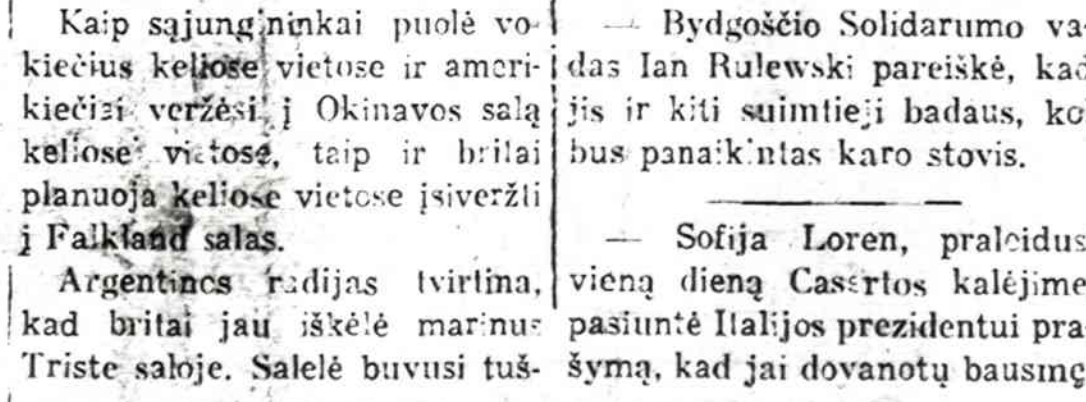 Kaip sąjungininkai puolė vo-
kiečius keliose vietose ir ameri-
kiečiai veržėsi į Okinavos salą
keliose vietose, taip ir britai
planuoja keliose vietose įsiveržti
į Falkland salas.
Argentinos radijas tvirtina,
kad britai jau iškėlė marinus
Triste saloje. Salelė buvusi tuš-
— Bydgoščio Solidarumo va-
das Ian Rulewski pareiškė, kad
jis ir kiti suimtieji badaus, kol
bus panaikintas karo stovis.
— Sofija Loren, praleidus
vieną dieną Casertos kalėjime
pasiuntė Italijos prezidentui pra-
šymą, kad jai dovanotų bausmę